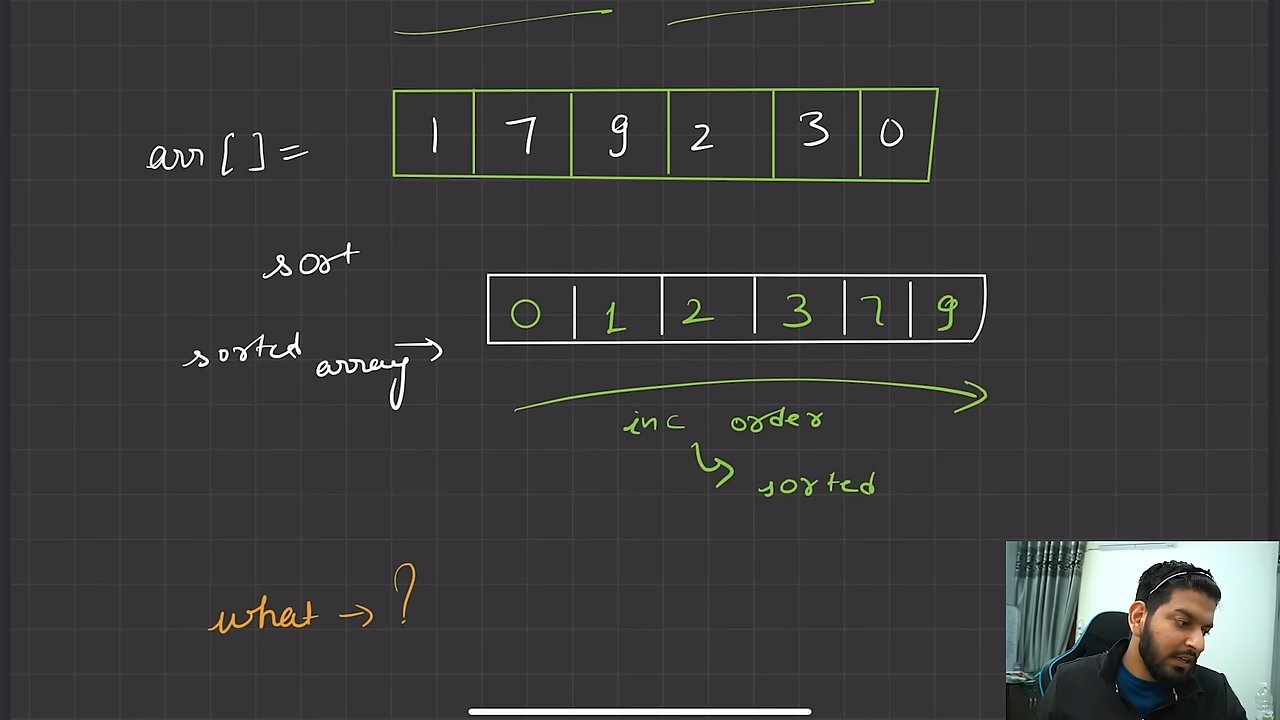 arr[]= 1 7 9 2 3 0
sort
0 1 2 3 7 9
sorted array →
inc order
↳ sorted
what → ?